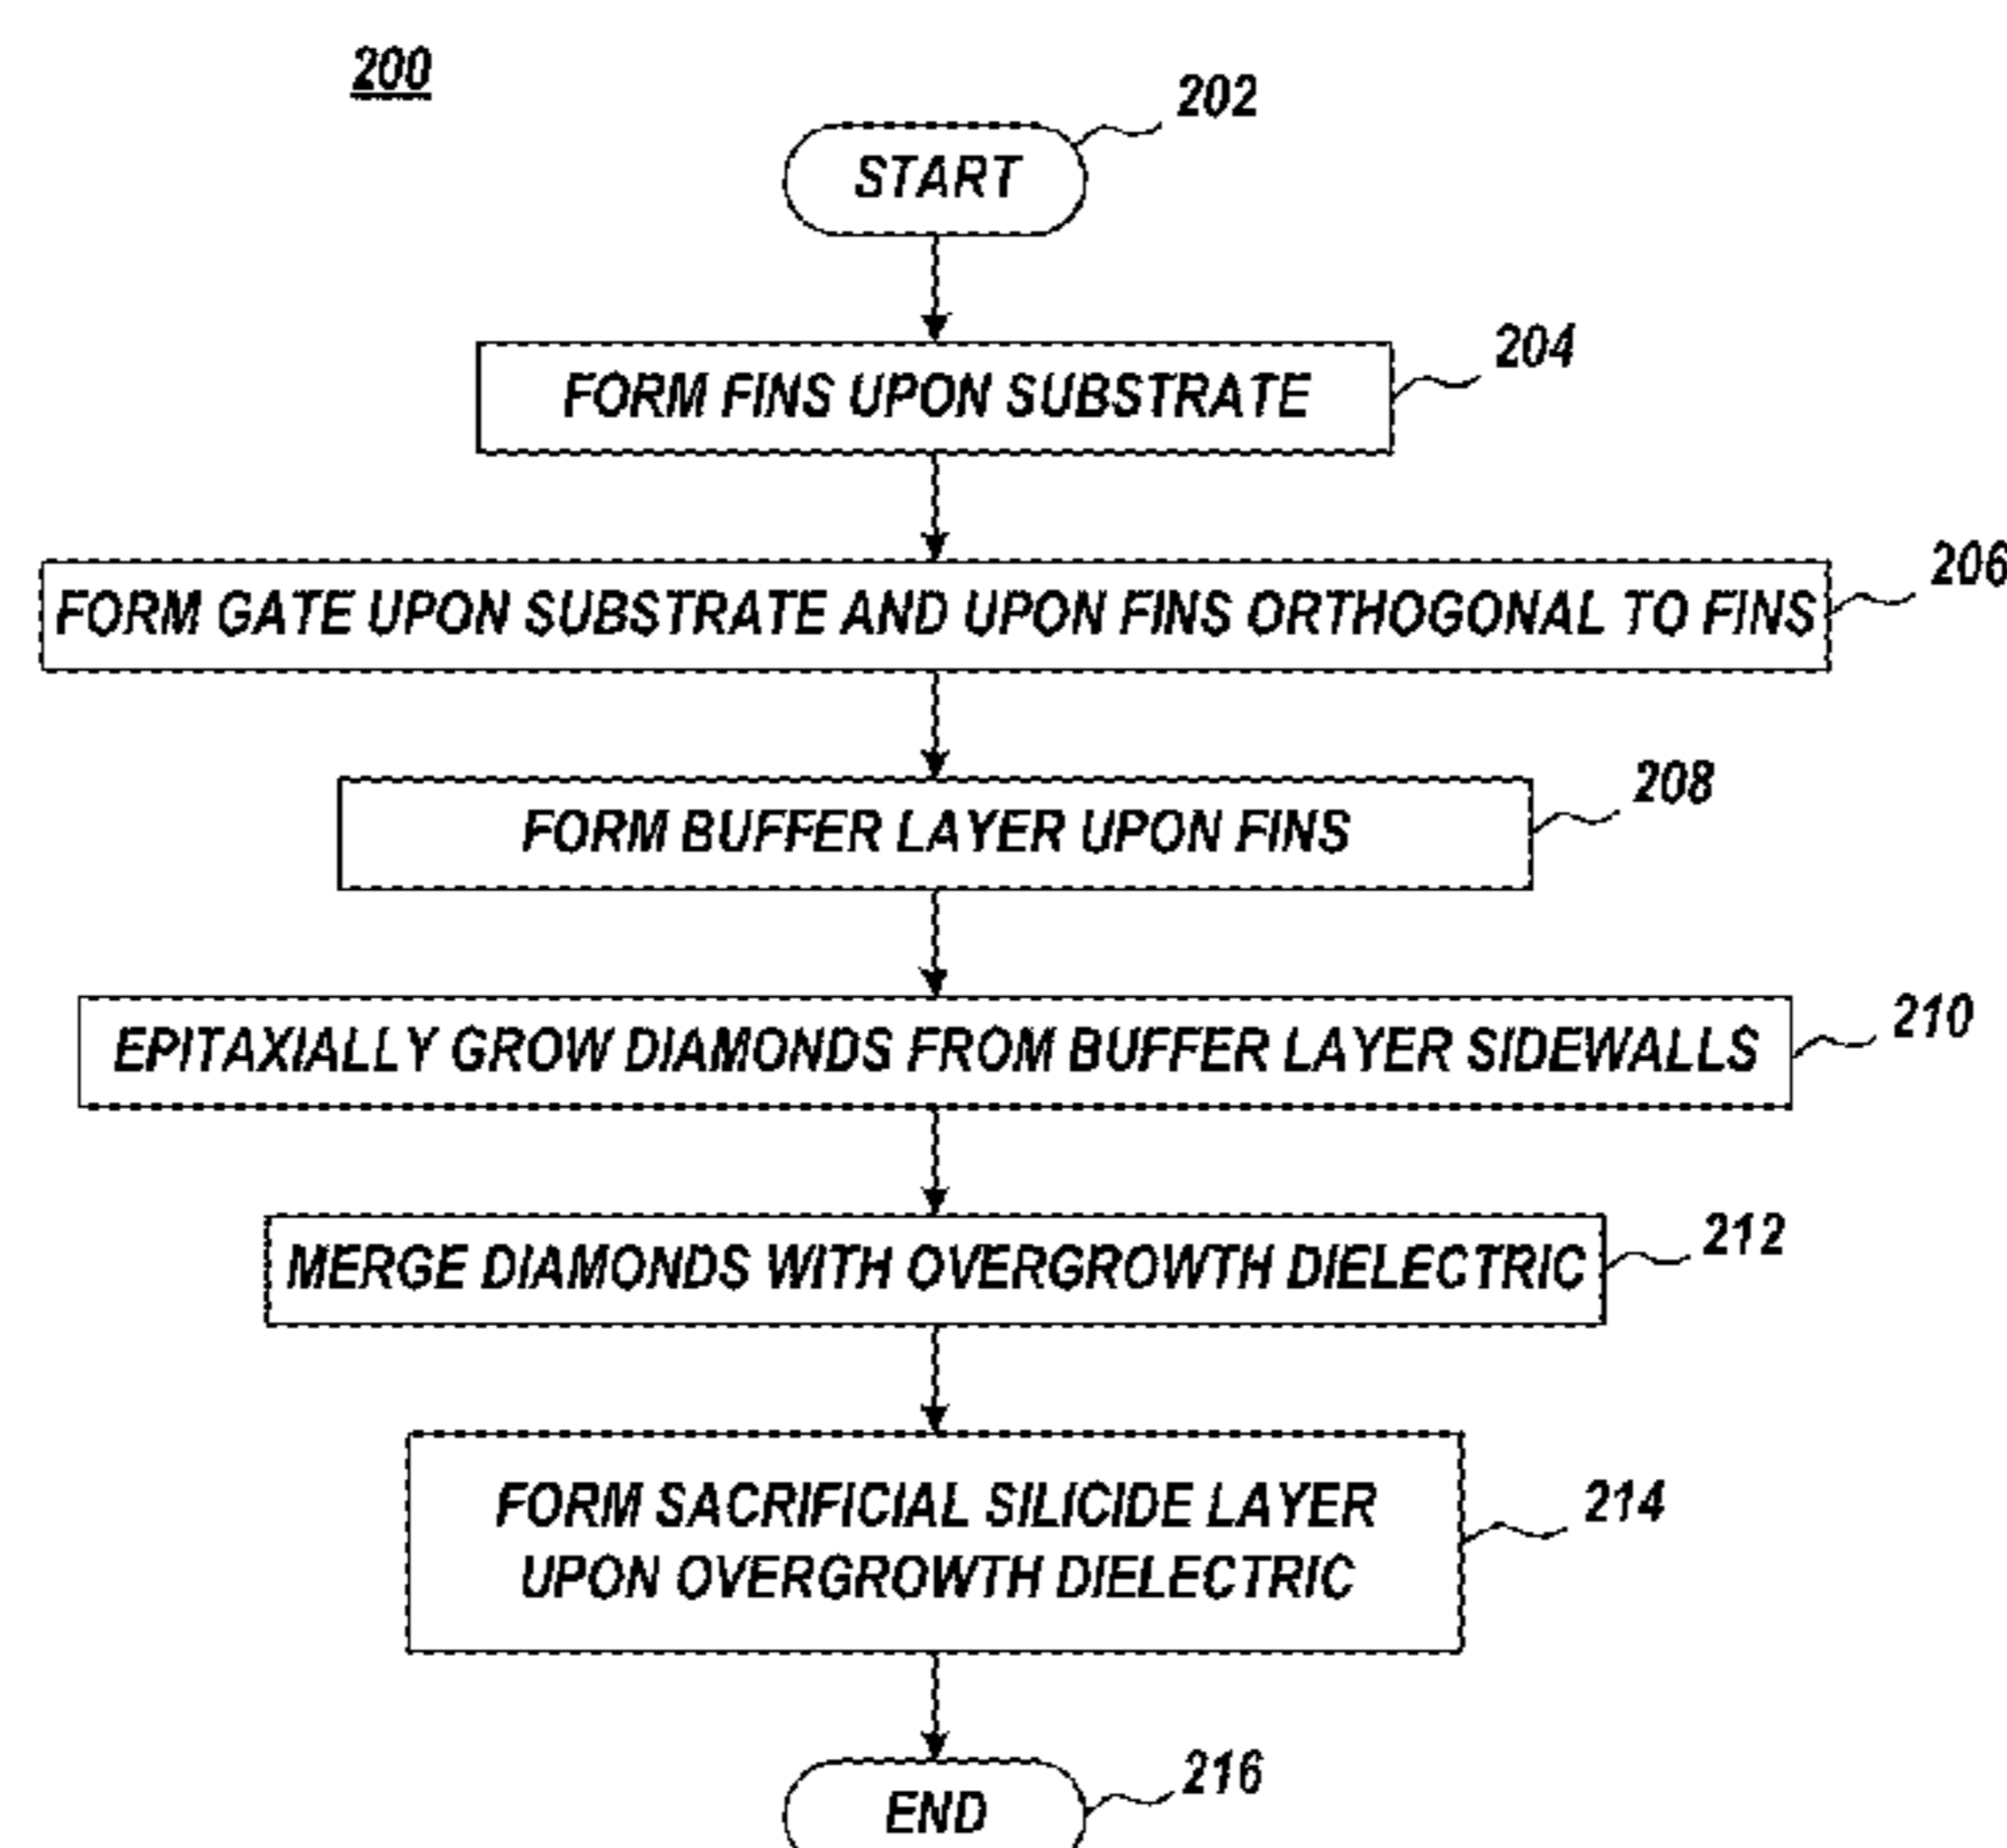 200
202
START
204
FORM FINS UPON SUBSTRATE
206
FORM GATE UPON SUBSTRATE AND UPON FINS ORTHOGONAL TO FINS
208
FORM BUFFER LAYER UPON FINS
210
EPITAXIALLY GROW DIAMONDS FROM BUFFER LAYER SIDEWALLS
212
MERGE DIAMONDS WITH OVERGROWTH DIELECTRIC
214
FORM SACRIFICIAL SILICIDE LAYER
UPON OVERGROWTH DIELECTRIC
216
END